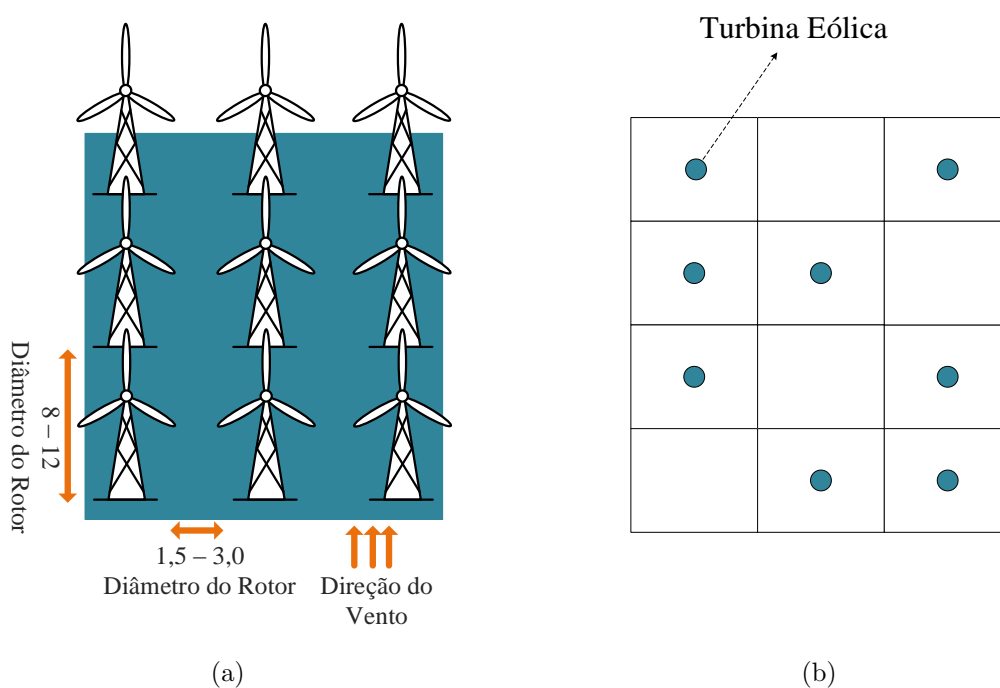 Turbina Eólica
Diâmetro do Rotor
8 – 12
1,5 – 3,0
Diâmetro do Rotor
Direção do
Vento
(a)
(b)